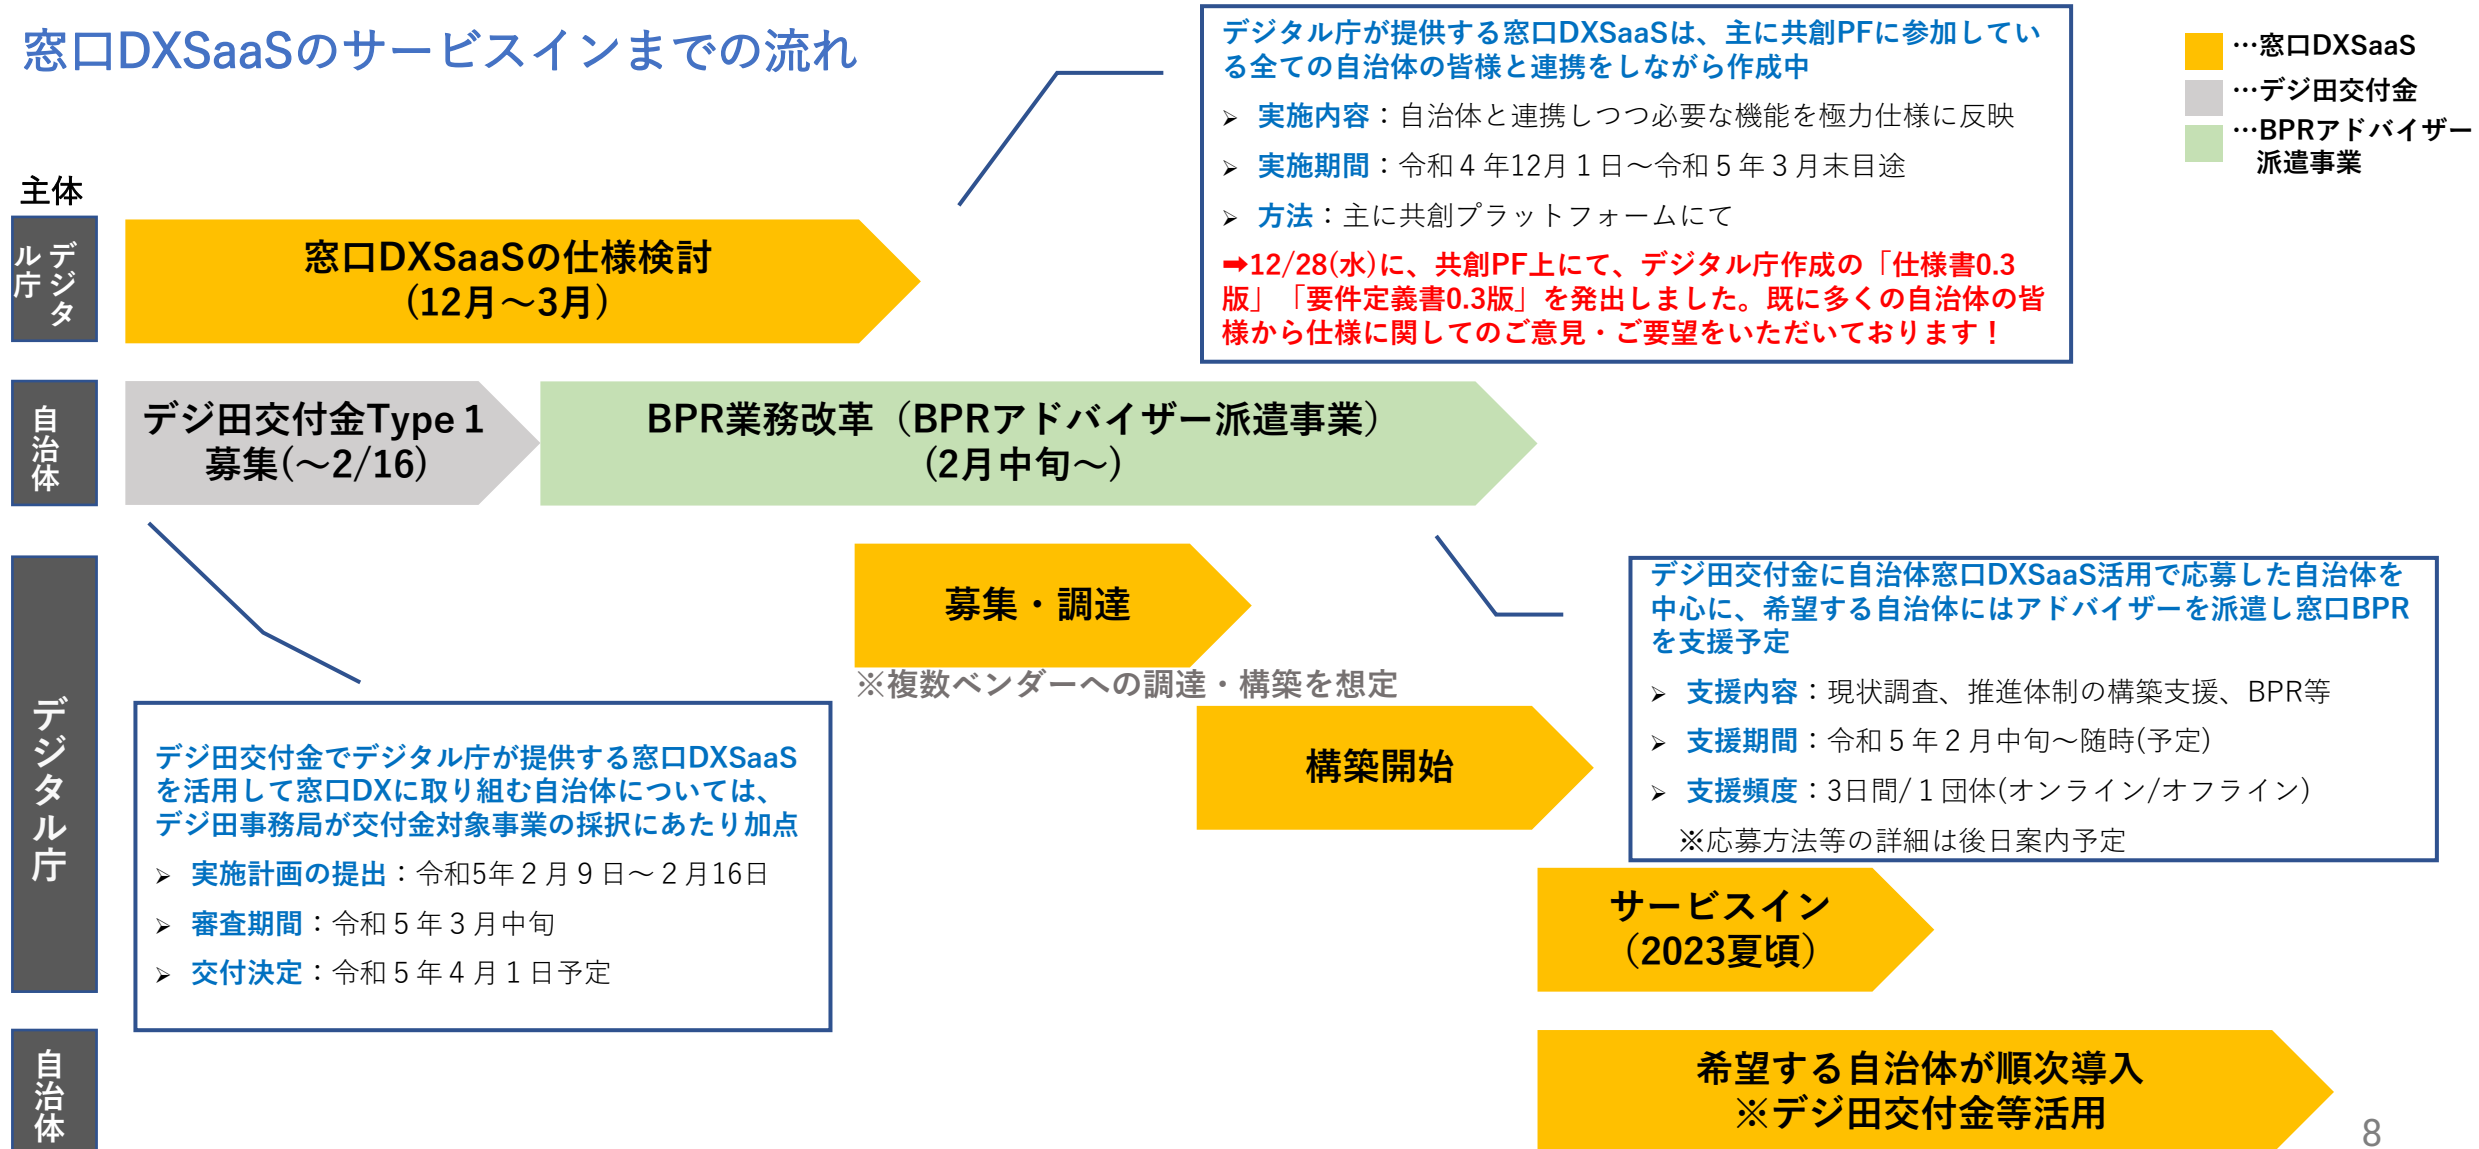 窓口DXSaaSのサービスインまでの流れ
…窓口DXSaaS
…デジ田交付金
…BPRアドバイザー
派遣事業
デジタル庁が提供する窓口DXSaaSは、主に共創PFに参加してい
る全ての自治体の皆様と連携をしながら作成中
➢ 実施内容：自治体と連携しつつ必要な機能を極力仕様に反映
➢ 実施期間：令和４年12月１日～令和５年３月末目途
➢ 方法：主に共創プラットフォームにて
➡12/28(水)に、共創PF上にて、デジタル庁作成の「仕様書0.3
版」「要件定義書0.3版」を発出しました。既に多くの自治体の皆
様から仕様に関してのご意見・ご要望をいただいております！
主体
デジタ
ル庁
窓口DXSaaSの仕様検討
(12月～3月)
自治体
デジ田交付金Type１
募集(～2/16)
BPR業務改革（BPRアドバイザー派遣事業）
(2月中旬～)
デジタル庁
募集・調達
※複数ベンダーへの調達・構築を想定
構築開始
デジ田交付金に自治体窓口DXSaaS活用で応募した自治体を
中心に、希望する自治体にはアドバイザーを派遣し窓口BPR
を支援予定
➢ 支援内容：現状調査、推進体制の構築支援、BPR等
➢ 支援期間：令和５年２月中旬～随時(予定)
➢ 支援頻度：3日間/１団体(オンライン/オフライン)
※応募方法等の詳細は後日案内予定
デジ田交付金でデジタル庁が提供する窓口DXSaaS
を活用して窓口DXに取り組む自治体については、
デジ田事務局が交付金対象事業の採択にあたり加点
➢ 実施計画の提出：令和5年２月９日～２月16日
➢ 審査期間：令和５年３月中旬
➢ 交付決定：令和５年４月１日予定
サービスイン
（2023夏頃）
自治体
希望する自治体が順次導入
※デジ田交付金等活用
8